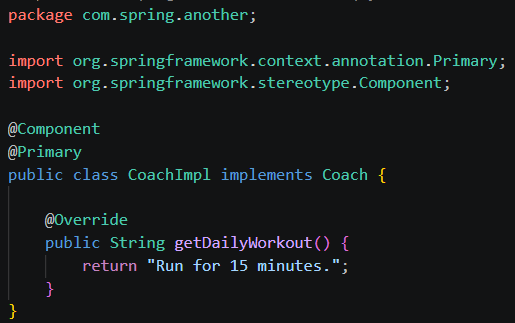 package com.spring.another;
import org.springframework.context.annotation.Primary;
import org.springframework.stereotype.Component;
@Component
@Primary
public class CoachImpl implements Coach {
@Override
public String getDailyWorkout() {
return "Run for 15 minutes.";
}
}